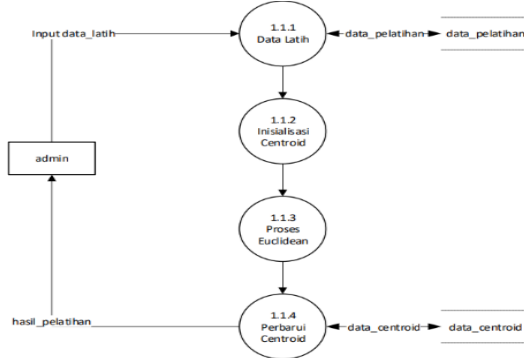 Input data_latih
1.1.1
Data Latih
data_pelatihan
data_pelatihan
1.1.2
Inisialisasi
Centroid
admin
1.1.3
Proses
Euclidean
hasil_pelatihan
1.1.4
Perbarui
Centroid
data_centroid
data_centroid